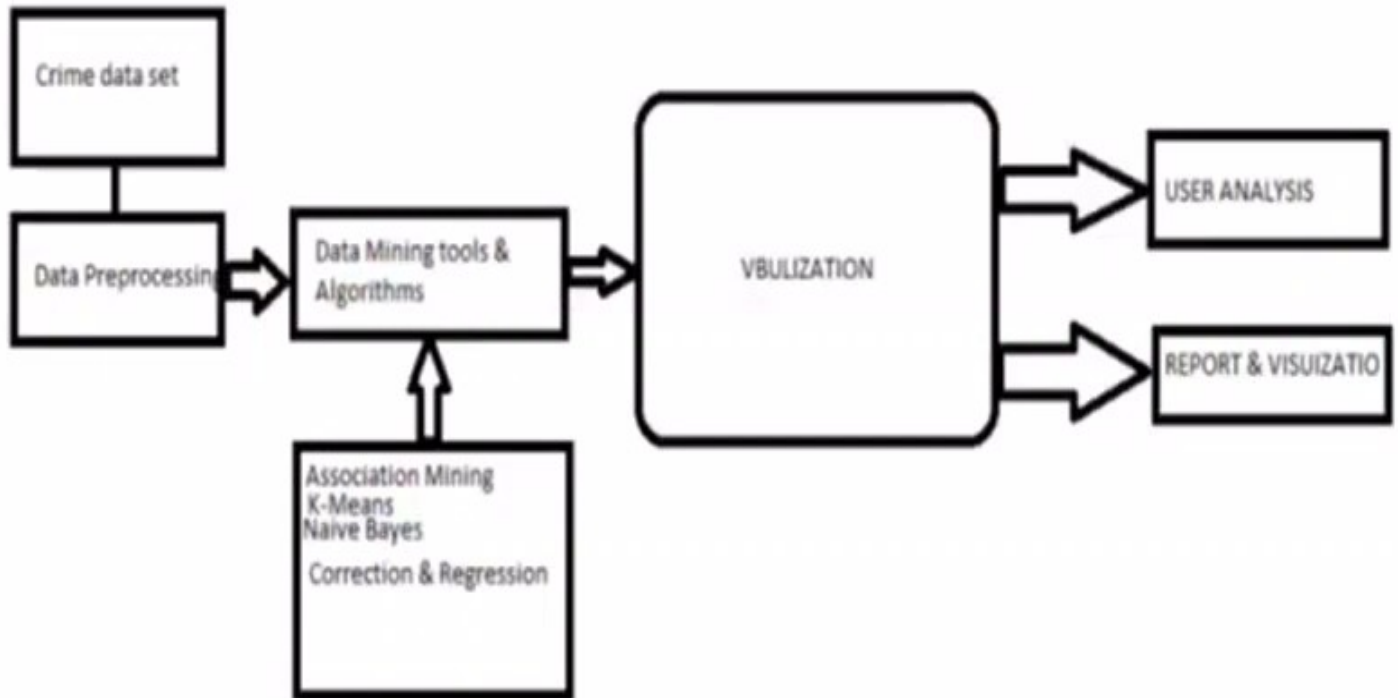 Crime data set
Data Preprocessing
Data Mining tools &
Algorithms
Association Mining
K-Means
Naive Bayes
Correction & Regression
VBULIZATION
USER ANALYSIS
REPORT & VISUIZATIO